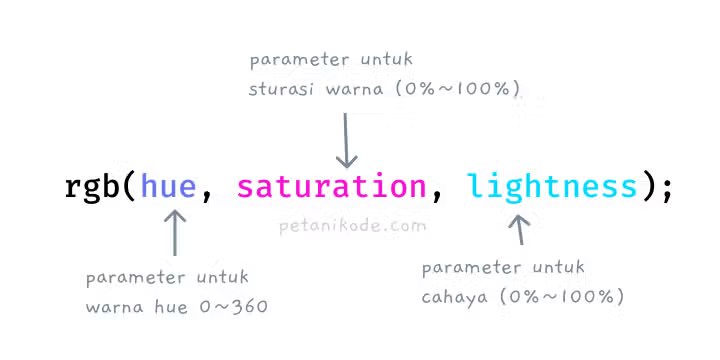 parameter untuk
sturasi warna (0%~100%)
rgb(hue, saturation, lightness);
petanikode.com
parameter untuk
warna hue 0~360
parameter untuk
cahaya (0%~100%)